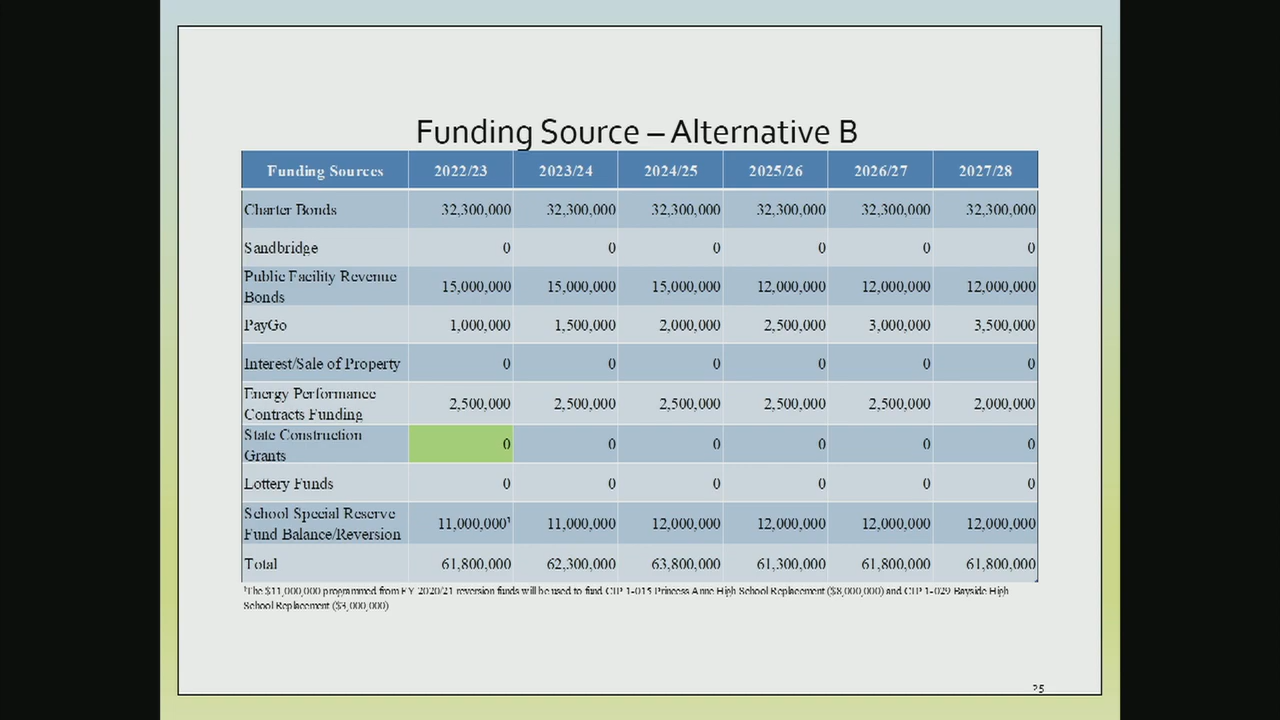 Funding Source – Alternative B
Funding Sources 2022/23 2023/24 2024/25 2025/26 2026/27 2027/28
Charter Bonds 32,300,000 32,300,000 32,300,000 32,300,000 32,300,000 32,300,000
Sandbridge 0 0 0 0 0 0
Public Facility Revenue
Bonds 15,000,000 15,000,000 15,000,000 12,000,000 12,000,000 12,000,000
PayGo 1,000,000 1,500,000 2,000,000 2,500,000 3,000,000 3,500,000
Interest/Sale of Property 0 0 0 0 0 0
Energy Performance
Contracts Funding 2,500,000 2,500,000 2,500,000 2,500,000 2,500,000 2,000,000
State Construction
Grants 0 0 0 0 0 0
Lottery Funds 0 0 0 0 0 0
School Special Reserve
Fund Balance/Reversion 11,000,000¹ 11,000,000 12,000,000 12,000,000 12,000,000 12,000,000
Total 61,800,000 62,300,000 63,800,000 61,300,000 61,800,000 61,800,000
¹The $11,000,000 programmed from FY 2020/21 reversion funds will be used to fund CIP 1-015 Princess Anne High School Replacement ($8,000,000) and CIP 1-029 Bayside High
School Replacement ($3,000,000)
25